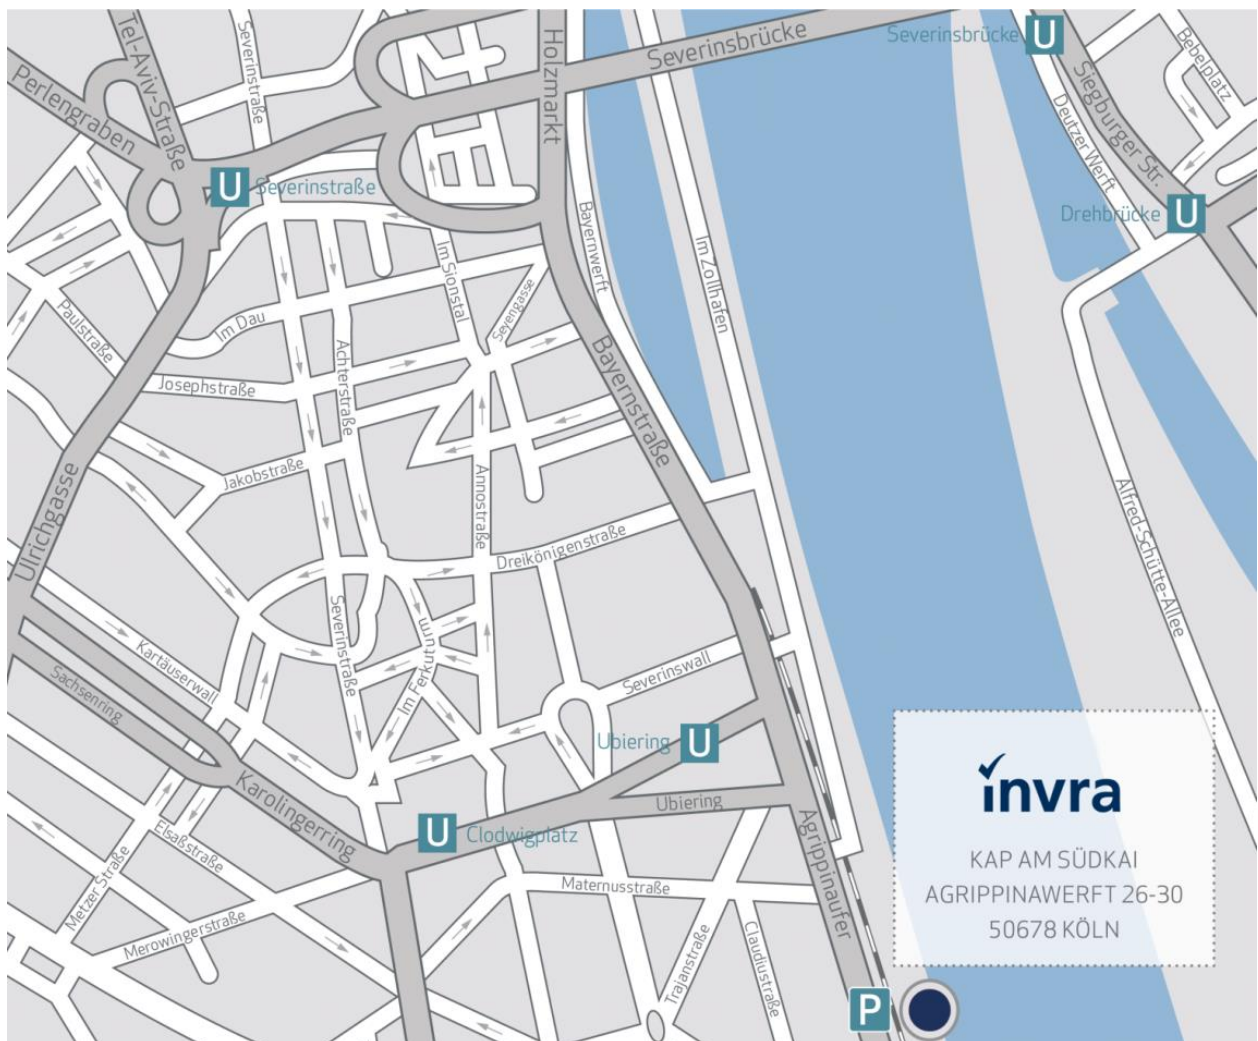 Tel-Aviv-Straße
Severinstraße
Holzmarkt
Severinsbrücke
Severinsbrücke
U
Bebelplatz
Perlengraben
Siegburger Str.
Deutzer Werft
U
Severinstraße
Drehbrücke
U
Bayernwerft
Im Zollhafen
Im Sionstal
Seyengasse
Paulstraße
Im Dau
Achterstraße
Josephstraße
Bayernstraße
Jakobstraße
Ulrichgasse
Annostraße
Dreikönigenstraße
Alfred-Schütte-Allee
Severinstraße
Kartäuserwall
Im Ferkulum
Severinswall
Sachsenring
Ubiering
U
Karolingerring
Ubiering
U
Clodwigplatz
Agrippinaufer
Elsaßstraße
Metzer Straße
Maternusstraße
Merowingerstraße
Trajanstraße
Claudiustraße
P
invra
KAP AM SÜDKAI
AGRIPPINAWERFT 26-30
50678 KÖLN